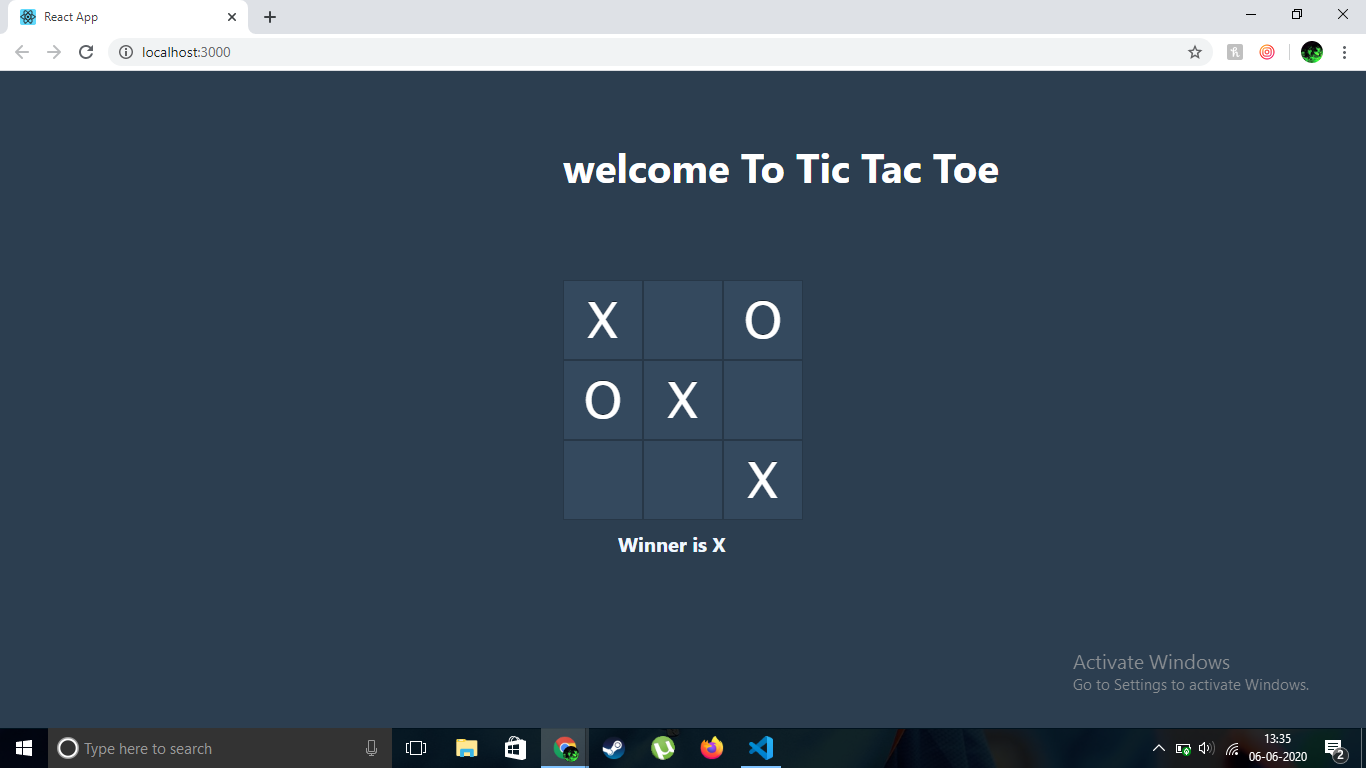 React App
localhost:3000
welcome To Tic Tac Toe
X O
O X
X
Winner is X
Activate Windows
Go to Settings to activate Windows.
Type here to search
13:35
06-06-2020
2